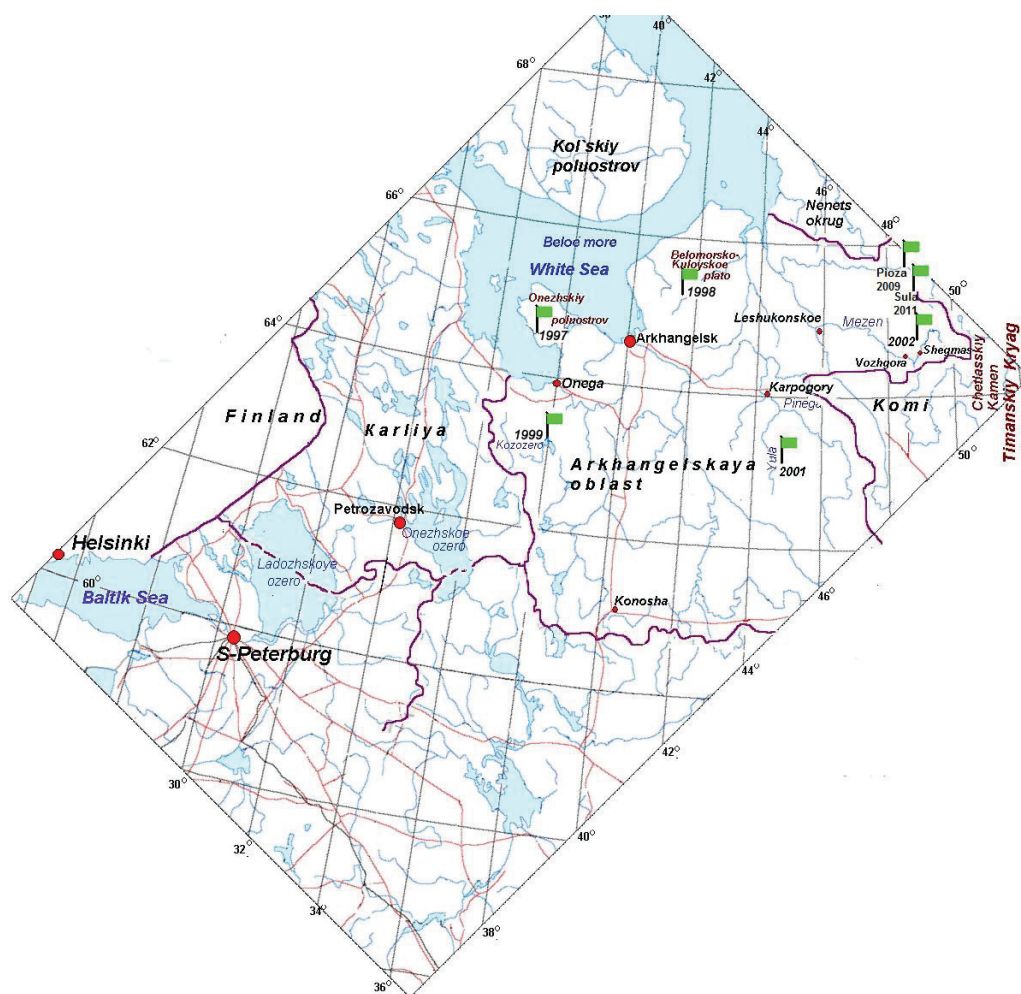 40°
68°
42°
44°
Kol`skiy
poluostrov
66°
46°
Nenets
okrug
48°
Beloe more
White Sea
Belomorsko-
Kuloyskoe
plato
1998
Pioza
2009
50°
Sula
2011
Onezhskiy
poluostrov
1997
64°
Leshukonskoe
Mezen
2002
Arkhangelsk
Vozhgora
Shegmas
Chetlasskiy
Kamen
Timanskiy Kryag
Onega
Karpogory
Pinega
Komi
Finland
Karliya
1999
Kozozero
62°
Arkhangelskaya
oblast
Yula
2001
50°
Petrozavodsk
Onezhskoe
ozero
Helsinki
Ladozhskoye
ozero
60°
Baltik Sea
Konosha
46°
S-Peterburg
44°
42°
30°
40°
32°
34°
38°
36°